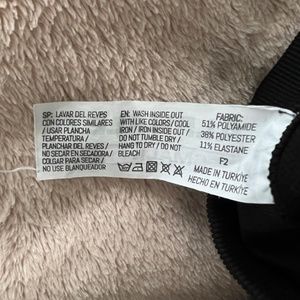 SP: LAVAR DEL REVES
CON COLORES SIMILARES
/ USAR PLANCHA
TEMPERATURA /
PLANCHAR DEL REVES /
NO SECAR EN SECADORA/
COLGAR PARA SECAR /
NO USE BLANQUEADOR
EN: WASH INSIDE OUT
WITH LIKE COLORS / COOL
IRON / IRON INSIDE OUT
/ DO NOT TUMBLE DRY /
HANG TO DRY / DO NOT
BLEACH
FABRIC:
51% POLYAMIDE
38% POLYESTER
11% ELASTANE
F2
MADE IN TURKIYE
HECHO EN TURKIYE